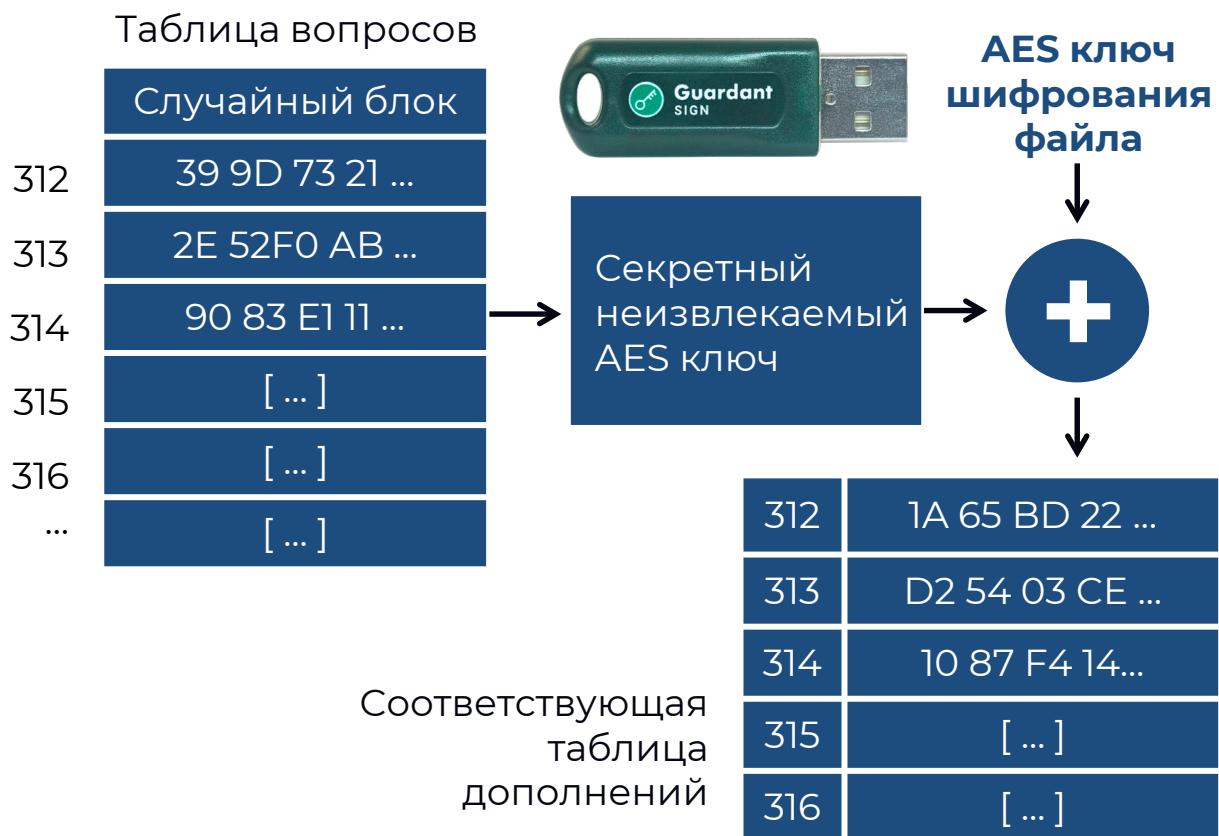 Таблица вопросов
Случайный блок
312
39 9D 73 21 ...
313
2E 52F0 AB ...
314
90 83 E1 11 ...
315
[ ... ]
316
[ ... ]
...
[ ... ]
Guardant
SIGN
AES ключ
шифрования
файла
Секретный
неизвлекаемый
AES ключ
+
312
1A 65 BD 22 ...
313
D2 54 03 CE ...
314
10 87 F4 14...
315
[ ... ]
316
[ ... ]
Соответствующая
таблица
дополнений